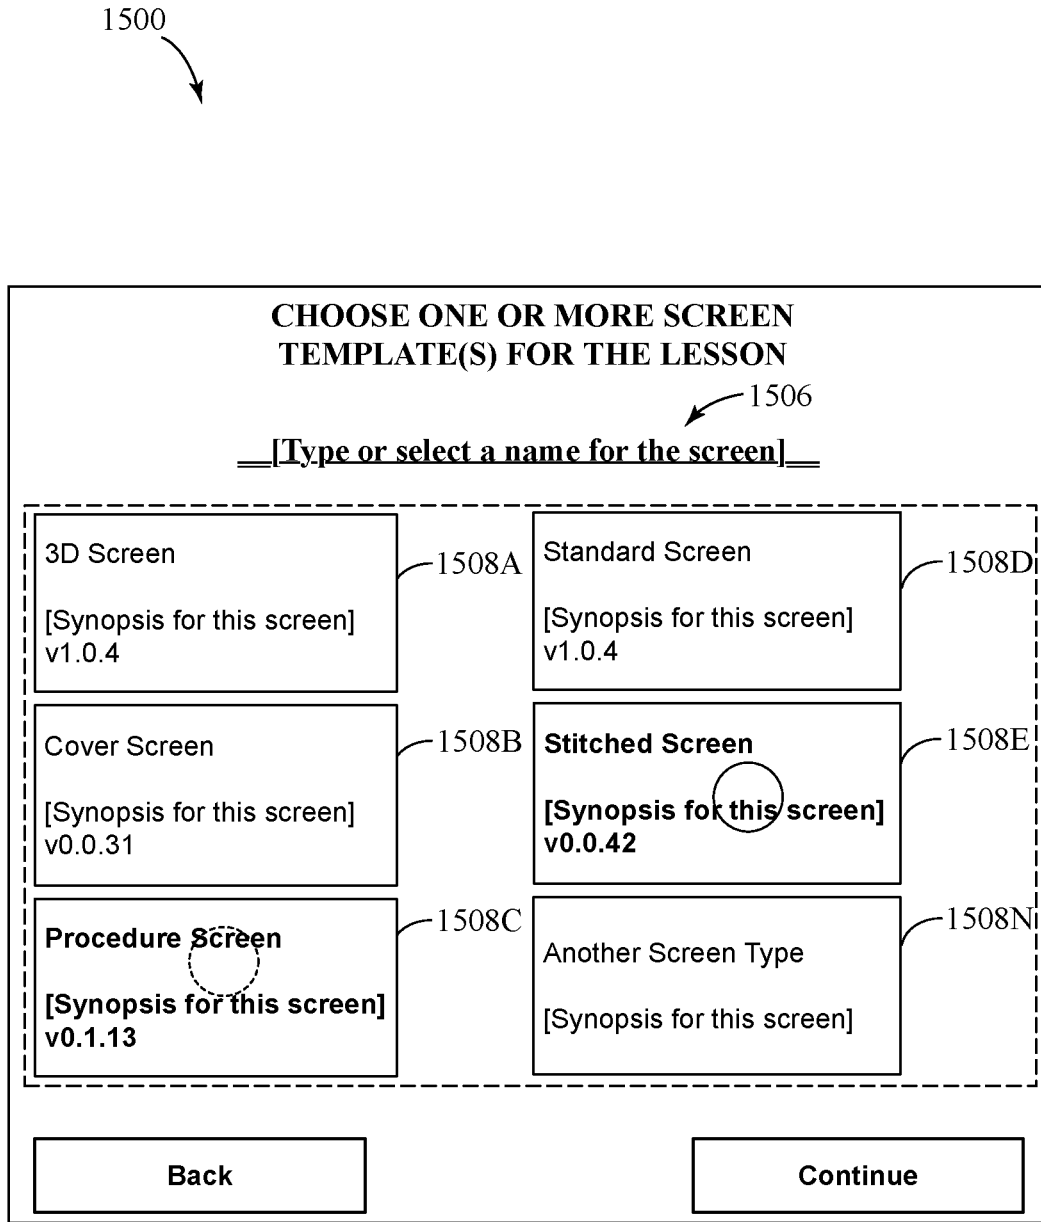 1500
CHOOSE ONE OR MORE SCREEN
TEMPLATE(S) FOR THE LESSON
1506
__[Type or select a name for the screen]__
3D Screen
[Synopsis for this screen]
v1.0.4
1508A
Standard Screen
[Synopsis for this screen]
v1.0.4
1508D
Cover Screen
[Synopsis for this screen]
v0.0.31
1508B
Stitched Screen
[Synopsis for this screen]
v0.0.42
1508E
Procedure Screen
[Synopsis for this screen]
v0.1.13
1508C
Another Screen Type
[Synopsis for this screen]
1508N
Back
Continue